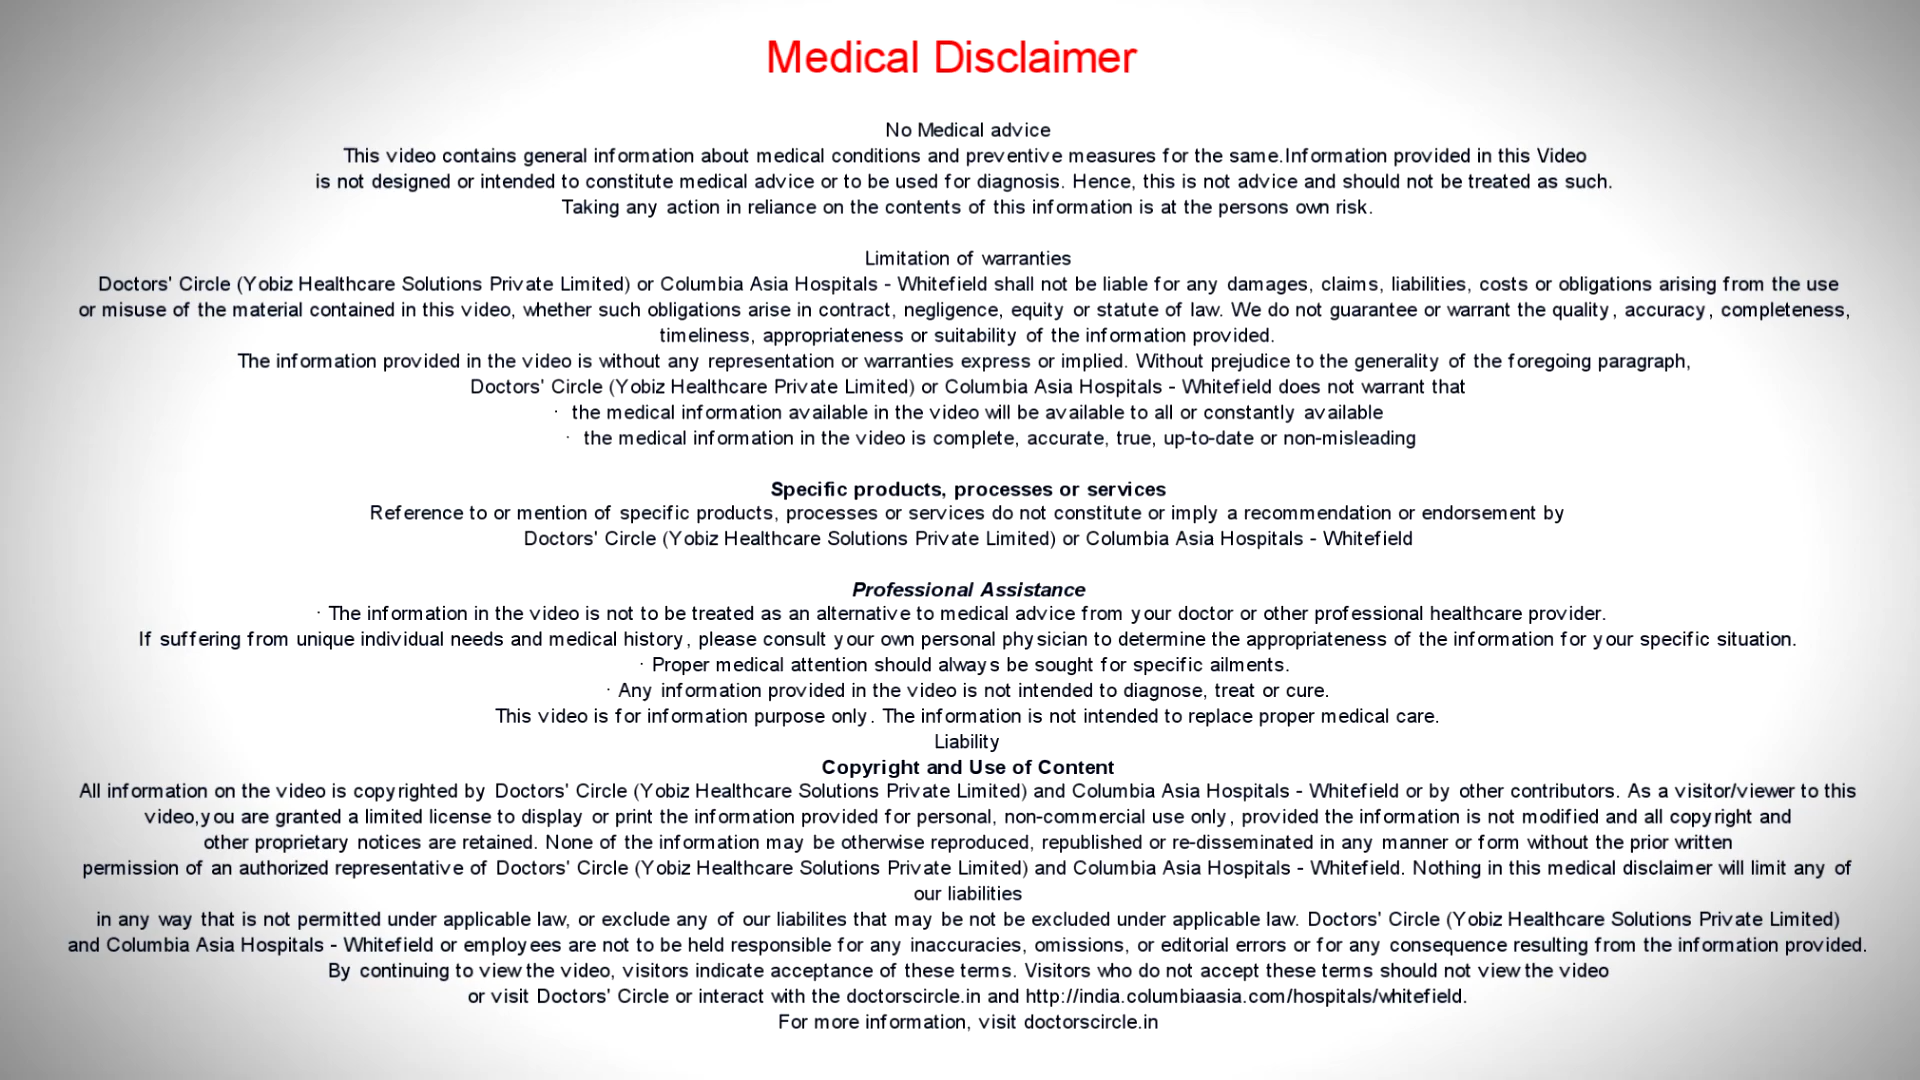 Medical Disclaimer
No Medical advice
This video contains general information about medical conditions and preventive measures for the same.Information provided in this Video
is not designed or intended to constitute medical advice or to be used for diagnosis. Hence, this is not advice and should not be treated as such.
Taking any action in reliance on the contents of this information is at the persons own risk.
Limitation of warranties
Doctors' Circle (Yobiz Healthcare Solutions Private Limited) or Columbia Asia Hospitals - Whitefield shall not be liable for any damages, claims, liabilities, costs or obligations arising from the use
or misuse of the material contained in this video, whether such obligations arise in contract, negligence, equity or statute of law. We do not guarantee or warrant the quality, accuracy, completeness,
timeliness, appropriateness or suitability of the information provided.
The information provided in the video is without any representation or warranties express or implied. Without prejudice to the generality of the foregoing paragraph,
Doctors' Circle (Yobiz Healthcare Private Limited) or Columbia Asia Hospitals - Whitefield does not warrant that
· the medical information available in the video will be available to all or constantly available
· the medical information in the video is complete, accurate, true, up-to-date or non-misleading
Specific products, processes or services
Reference to or mention of specific products, processes or services do not constitute or imply a recommendation or endorsement by
Doctors' Circle (Yobiz Healthcare Solutions Private Limited) or Columbia Asia Hospitals - Whitefield
Professional Assistance
· The information in the video is not to be treated as an alternative to medical advice from your doctor or other professional healthcare provider.
If suffering from unique individual needs and medical history, please consult your own personal physician to determine the appropriateness of the information for your specific situation.
· Proper medical attention should always be sought for specific ailments.
· Any information provided in the video is not intended to diagnose, treat or cure.
This video is for information purpose only. The information is not intended to replace proper medical care.
Liability
Copyright and Use of Content
All information on the video is copyrighted by Doctors' Circle (Yobiz Healthcare Solutions Private Limited) and Columbia Asia Hospitals - Whitefield or by other contributors. As a visitor/viewer to this
video,you are granted a limited license to display or print the information provided for personal, non-commercial use only, provided the information is not modified and all copyright and
other proprietary notices are retained. None of the information may be otherwise reproduced, republished or re-disseminated in any manner or form without the prior written
permission of an authorized representative of Doctors' Circle (Yobiz Healthcare Solutions Private Limited) and Columbia Asia Hospitals - Whitefield. Nothing in this medical disclaimer will limit any of
our liabilities
in any way that is not permitted under applicable law, or exclude any of our liabilites that may be not be excluded under applicable law. Doctors' Circle (Yobiz Healthcare Solutions Private Limited)
and Columbia Asia Hospitals - Whitefield or employees are not to be held responsible for any inaccuracies, omissions, or editorial errors or for any consequence resulting from the information provided.
By continuing to view the video, visitors indicate acceptance of these terms. Visitors who do not accept these terms should not view the video
or visit Doctors' Circle or interact with the doctorscircle.in and http://india.columbiaasia.com/hospitals/whitefield.
For more information, visit doctorscircle.in